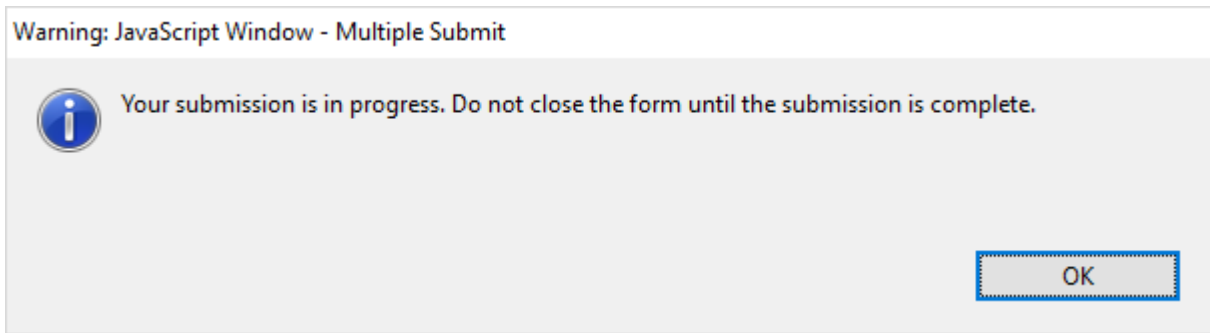 Warning: JavaScript Window - Multiple Submit
Your submission is in progress. Do not close the form until the submission is complete.
OK